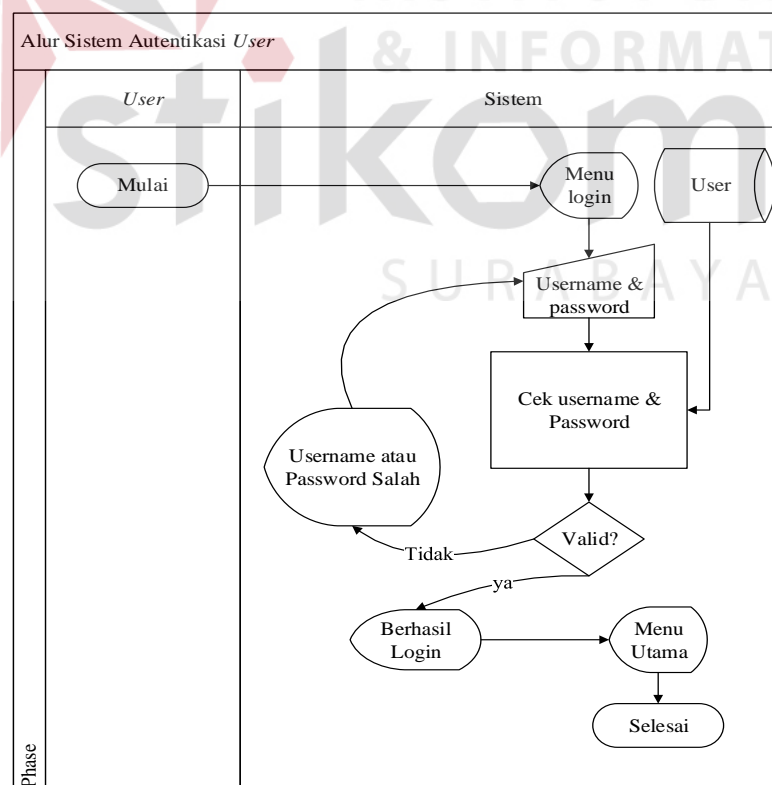 & INFORMAT
Alur Sistem Autentikasi User
User
Sistem
stikom
SURABAYA
Mulai
Menu
login
User
Username &
password
Cek username &
Password
Username atau
Password Salah
Valid?
Tidak
ya
Berhasil
Login
Menu
Utama
Selesai
Phase